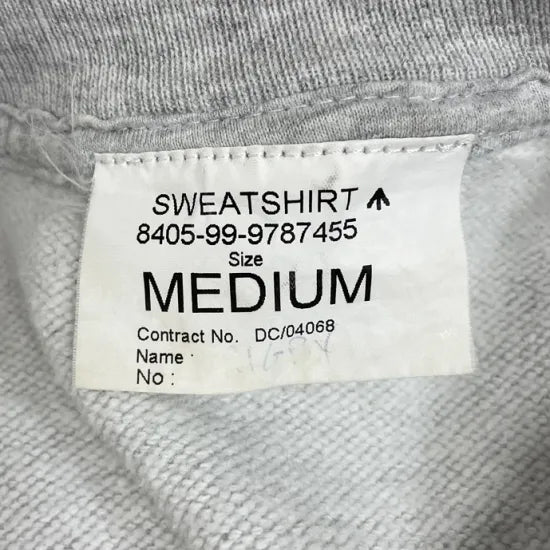 SWEATSHIRT
8405-99-9787455
Size
MEDIUM
Contract No. DC/04068
Name :
No :